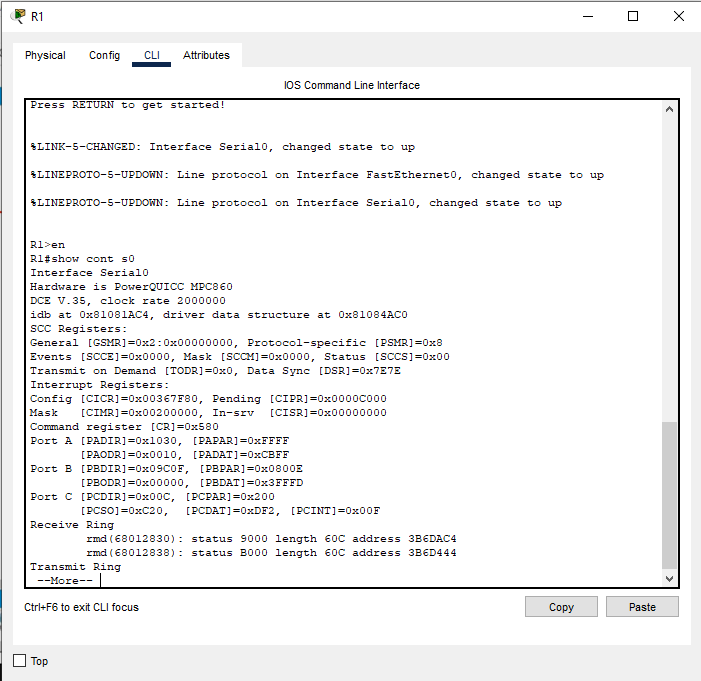 R1
Physical Config CLI Attributes
IOS Command Line Interface
Press RETURN to get started!
%LINK-5-CHANGED: Interface Serial0, changed state to up
%LINEPROTO-5-UPDOWN: Line protocol on Interface FastEthernet0, changed state to up
%LINEPROTO-5-UPDOWN: Line protocol on Interface Serial0, changed state to up
R1>en
R1#show cont s0
Interface Serial0
Hardware is PowerQUICC MPC860
DCE V.35, clock rate 2000000
idb at 0x81081AC4, driver data structure at 0x81084AC0
SCC Registers:
General [GSMR]=0x2:0x00000000, Protocol-specific [PSMR]=0x8
Events [SCCE]=0x0000, Mask [SCCM]=0x0000, Status [SCCS]=0x00
Transmit on Demand [TODR]=0x0, Data Sync [DSR]=0x7E7E
Interrupt Registers:
Config [CICR]=0x00367F80, Pending [CIPR]=0x0000C000
Mask   [CIMR]=0x00200000, In-srv  [CISR]=0x00000000
Command register [CR]=0x580
Port A [PADIR]=0x1030, [PAPAR]=0xFFFF
       [PAODR]=0x0010, [PADAT]=0xCBFF
Port B [PBDIR]=0x09C0F, [PBPAR]=0x0800E
       [PBODR]=0x00000, [PBDAT]=0x3FFFD
Port C [PCDIR]=0x00C, [PCPAR]=0x200
       [PCSO]=0xC20,  [PCDAT]=0xDF2, [PCINT]=0x00F
Receive Ring
        rmd(68012830): status 9000 length 60C address 3B6DAC4
        rmd(68012838): status B000 length 60C address 3B6D444
Transmit Ring
 --More--
Ctrl+F6 to exit CLI focus
Copy Paste
Top